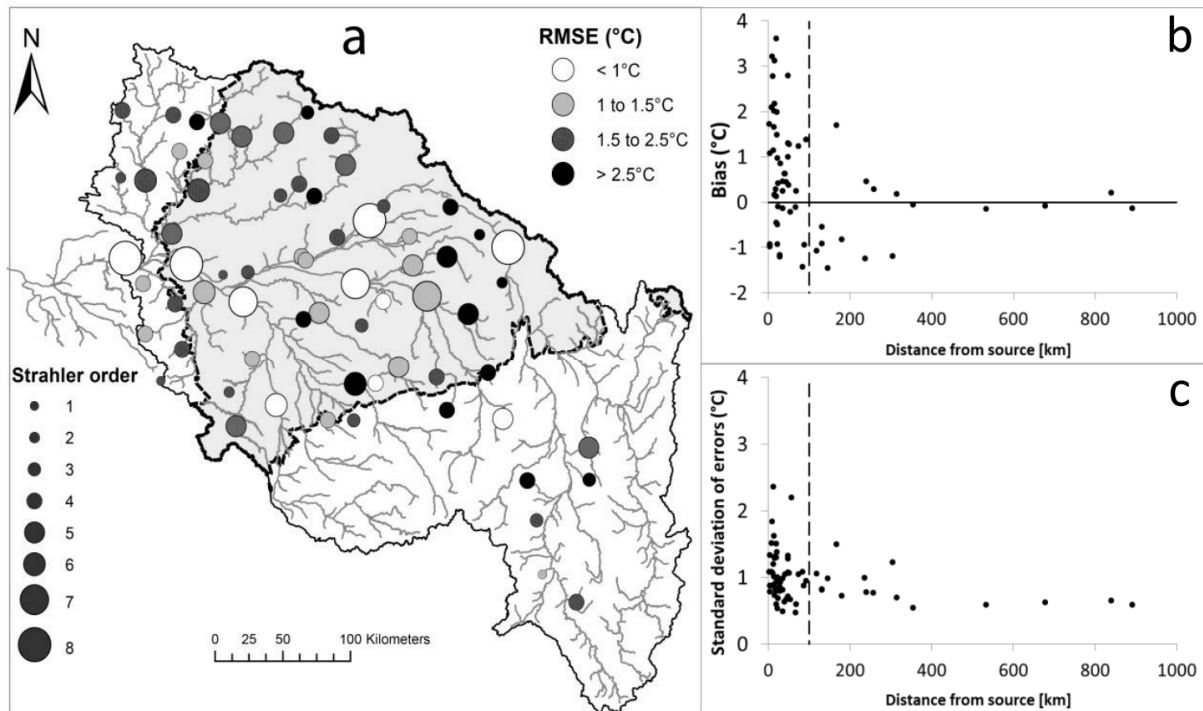 a
N
RMSE (°C)
< 1°C
1 to 1.5°C
1.5 to 2.5°C
> 2.5°C
Strahler order
1
2
3
4
5
6
7
8
0 25 50 100 Kilometers
b
Bias (°C)
4
3
2
1
0
-1
-2
0 200 400 600 800 1000
Distance from source [km]
c
Standard deviation of errors (°C)
4
3
2
1
0
0 200 400 600 800 1000
Distance from source [km]